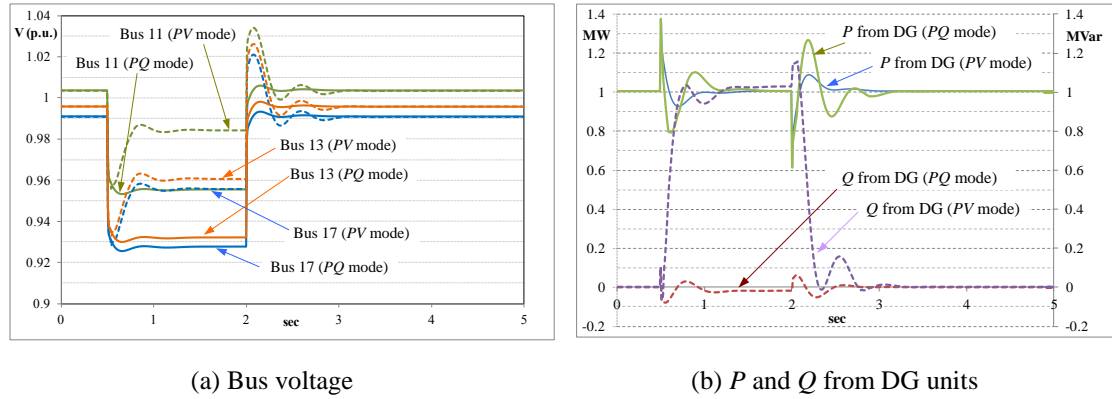 1.04
V (p.u.)
1.02
1
0.98
0.96
0.94
0.92
0.9
0
1
2
3
4
5
sec
Bus 11 (PV mode)
Bus 11 (PQ mode)
Bus 13 (PV mode)
Bus 13 (PQ mode)
Bus 17 (PV mode)
Bus 17 (PQ mode)
(a) Bus voltage
1.4
MW
1.2
1
0.8
0.6
0.4
0.2
0
-0.2
0
1
2
3
4
5
sec
1.4
MVar
1.2
1
0.8
0.6
0.4
0.2
0
-0.2
P from DG (PQ mode)
P from DG (PV mode)
Q from DG (PQ mode)
Q from DG (PV mode)
(b) P and Q from DG units